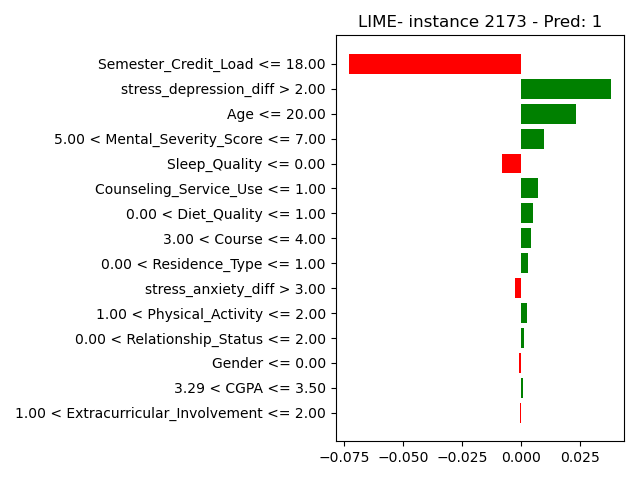 LIME- instance 2173 - Pred: 1
Semester_Credit_Load <= 18.00
stress_depression_diff > 2.00
Age <= 20.00
5.00 < Mental_Severity_Score <= 7.00
Sleep_Quality <= 0.00
Counseling_Service_Use <= 1.00
0.00 < Diet_Quality <= 1.00
3.00 < Course <= 4.00
0.00 < Residence_Type <= 1.00
stress_anxiety_diff > 3.00
1.00 < Physical_Activity <= 2.00
0.00 < Relationship_Status <= 2.00
Gender <= 0.00
3.29 < CGPA <= 3.50
1.00 < Extracurricular_Involvement <= 2.00
−0.075 −0.050 −0.025 0.000 0.025